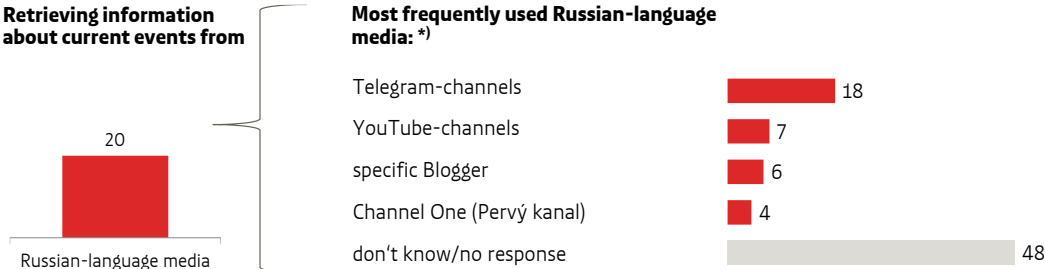 Retrieving information
about current events from
20
Russian-language media
Most frequently used Russian-language
media: *)
Telegram-channels 18
YouTube-channels 7
specific Blogger 6
Channel One (Pervý kanal) 4
don‘t know/no response 48